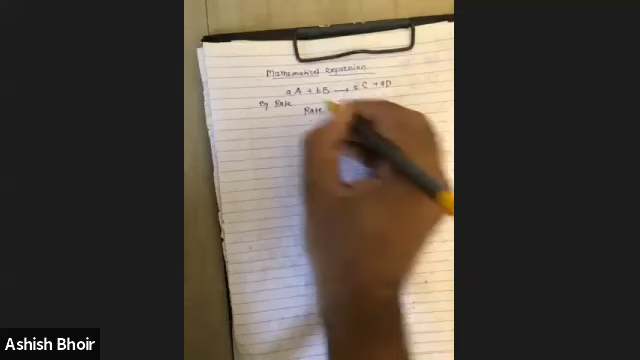 Mathematical expression
aA + bB → cC + dD
By Rate
Rate
Ashish Bhoir